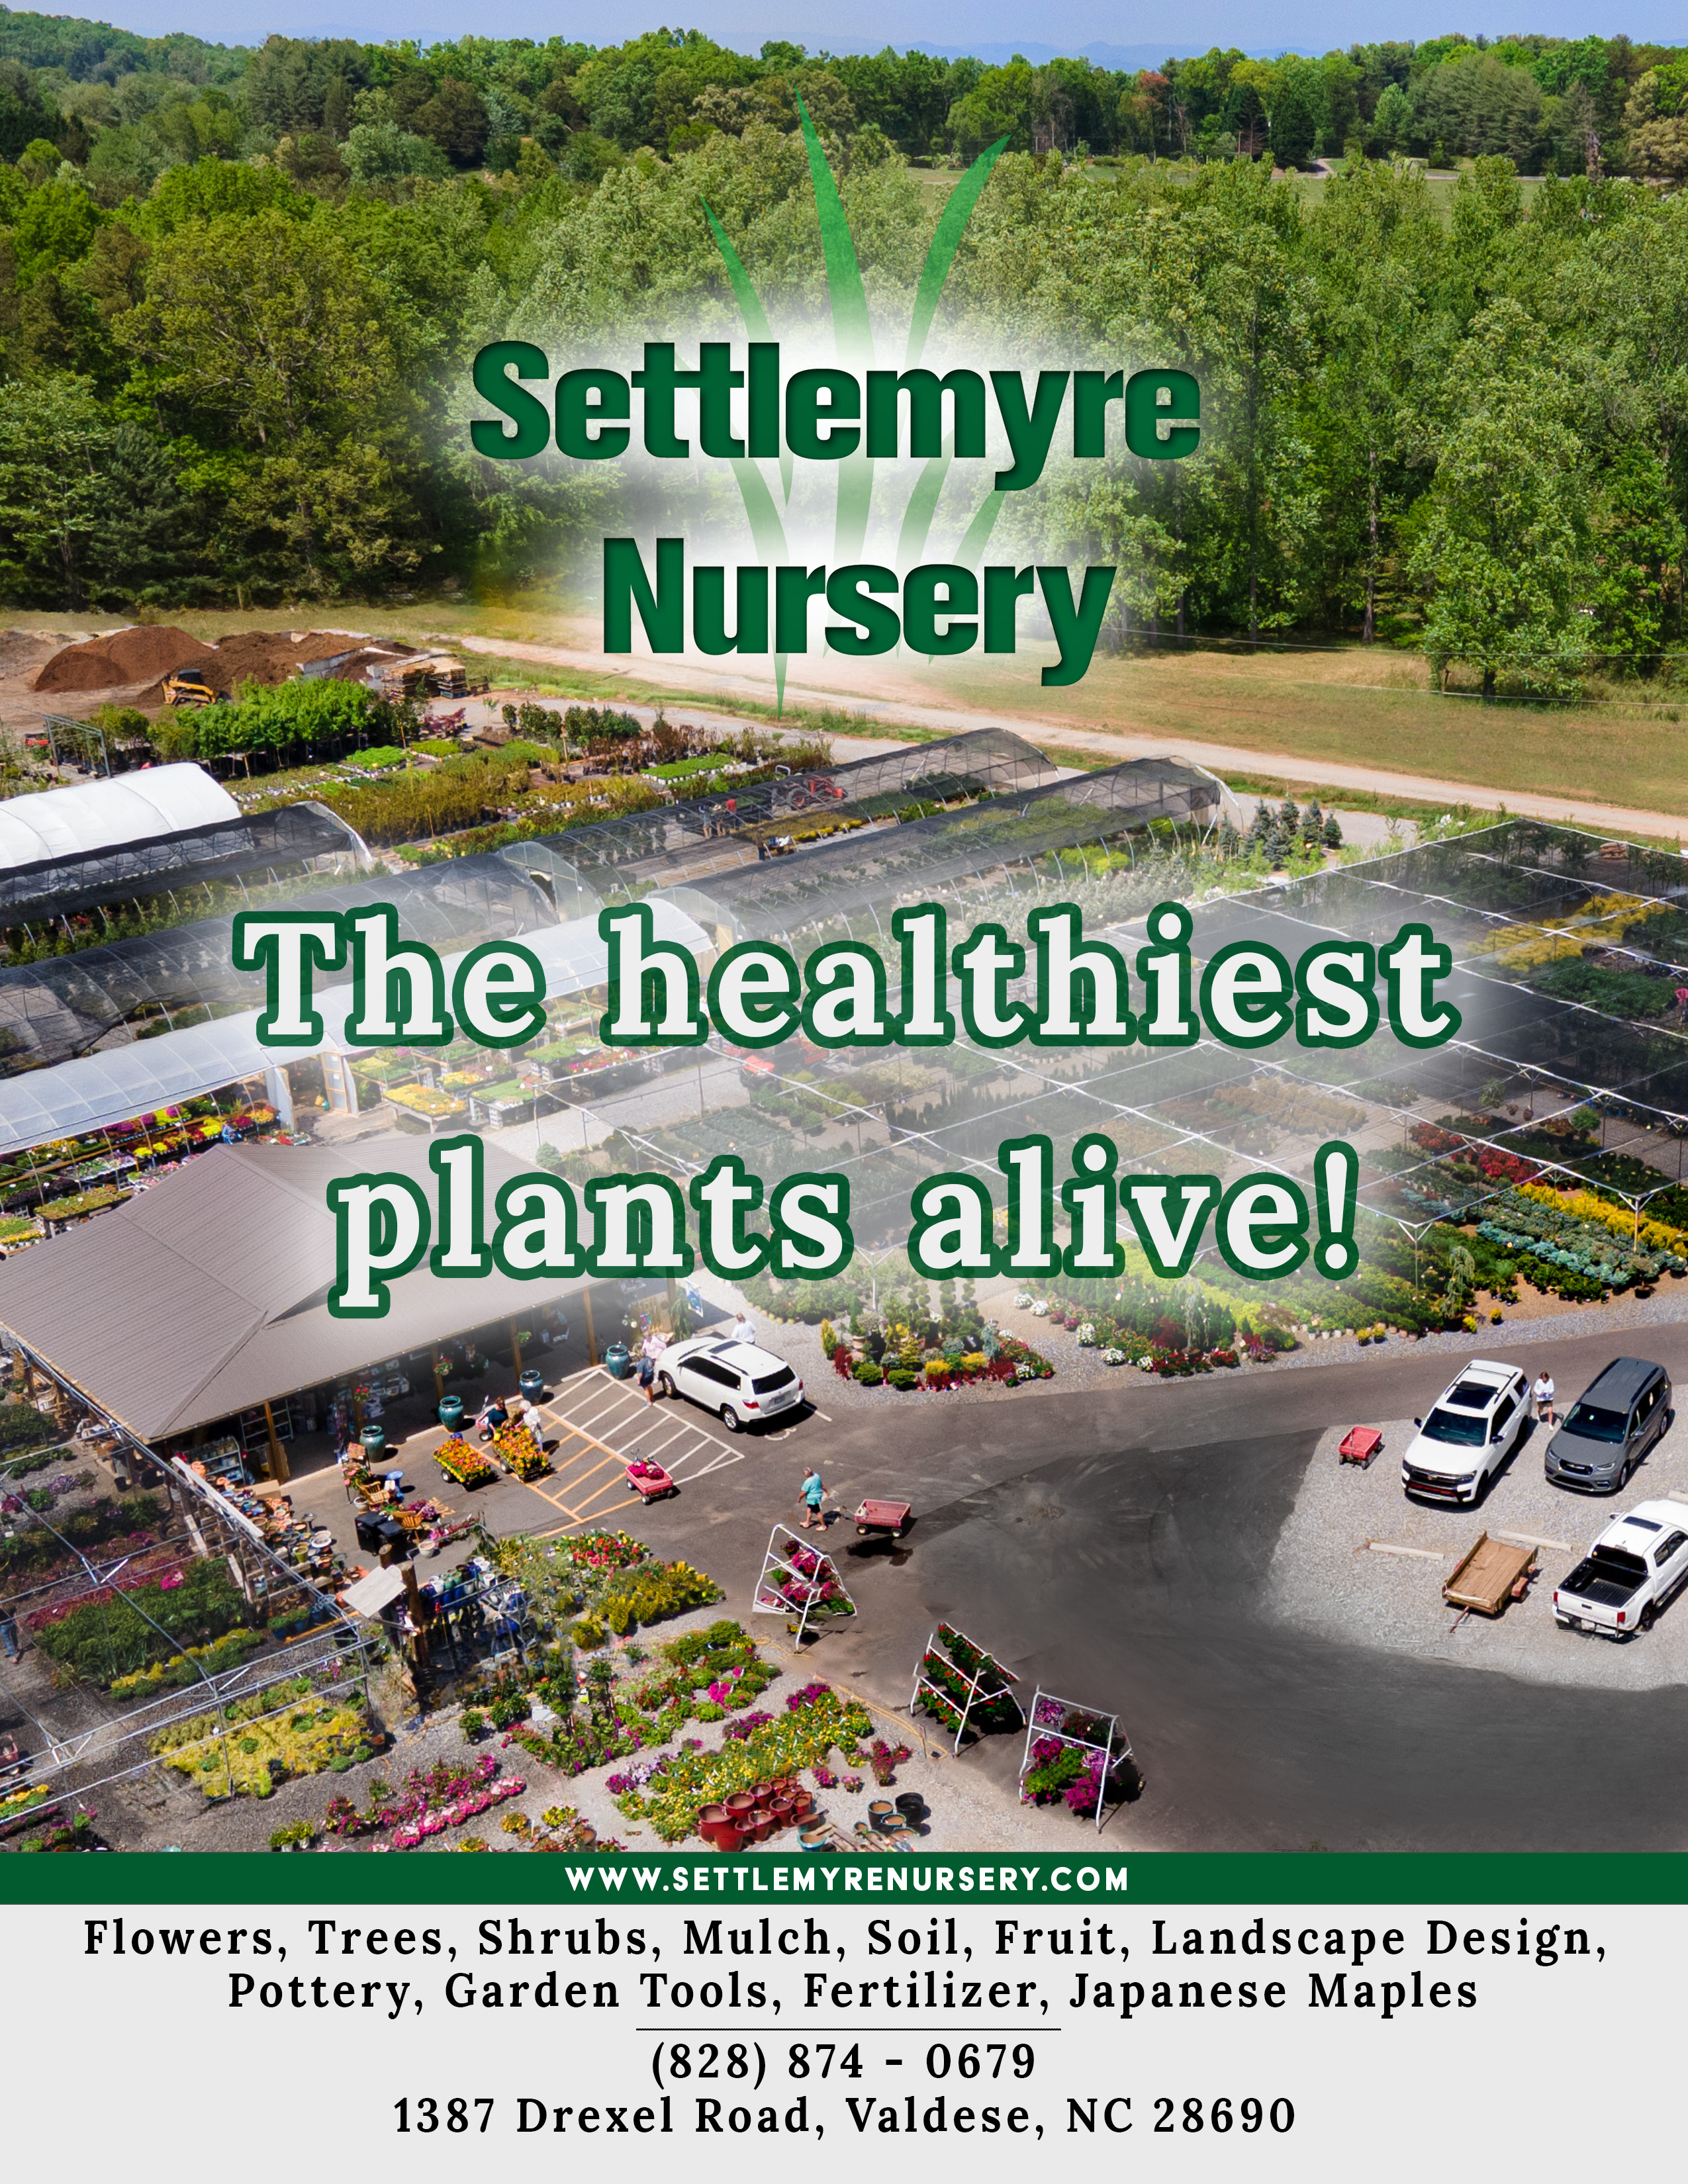 Settlemyre
Nursery
The healthiest
plants alive!
WWW.SETTLEMYRENURSERY.COM
Flowers, Trees, Shrubs, Mulch, Soil, Fruit, Landscape Design,
Pottery, Garden Tools, Fertilizer, Japanese Maples
(828) 874 - 0679
1387 Drexel Road, Valdese, NC 28690